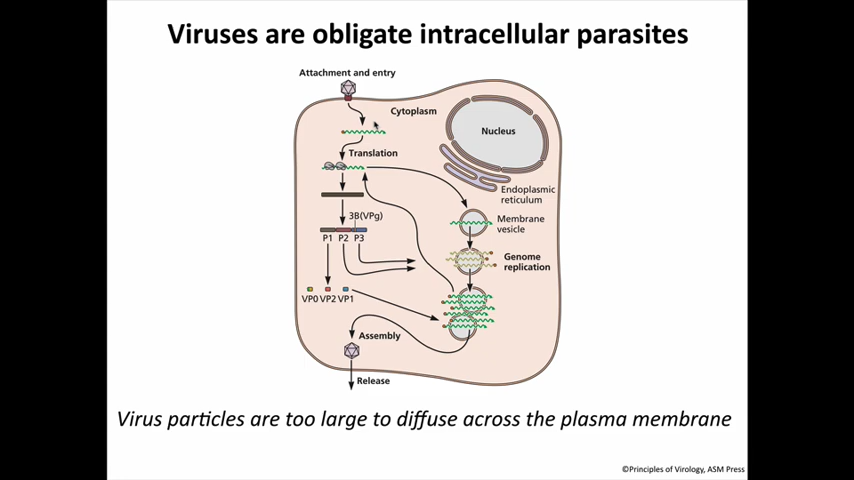 Viruses are obligate intracellular parasites
Attachment and entry
Cytoplasm
Nucleus
Translation
Endoplasmic
reticulum
3B(VPg)
Membrane
vesicle
P1 P2 P3
Genome
replication
VP0 VP2 VP1
Assembly
Release
Virus particles are too large to diffuse across the plasma membrane
©Principles of Virology, ASM Press